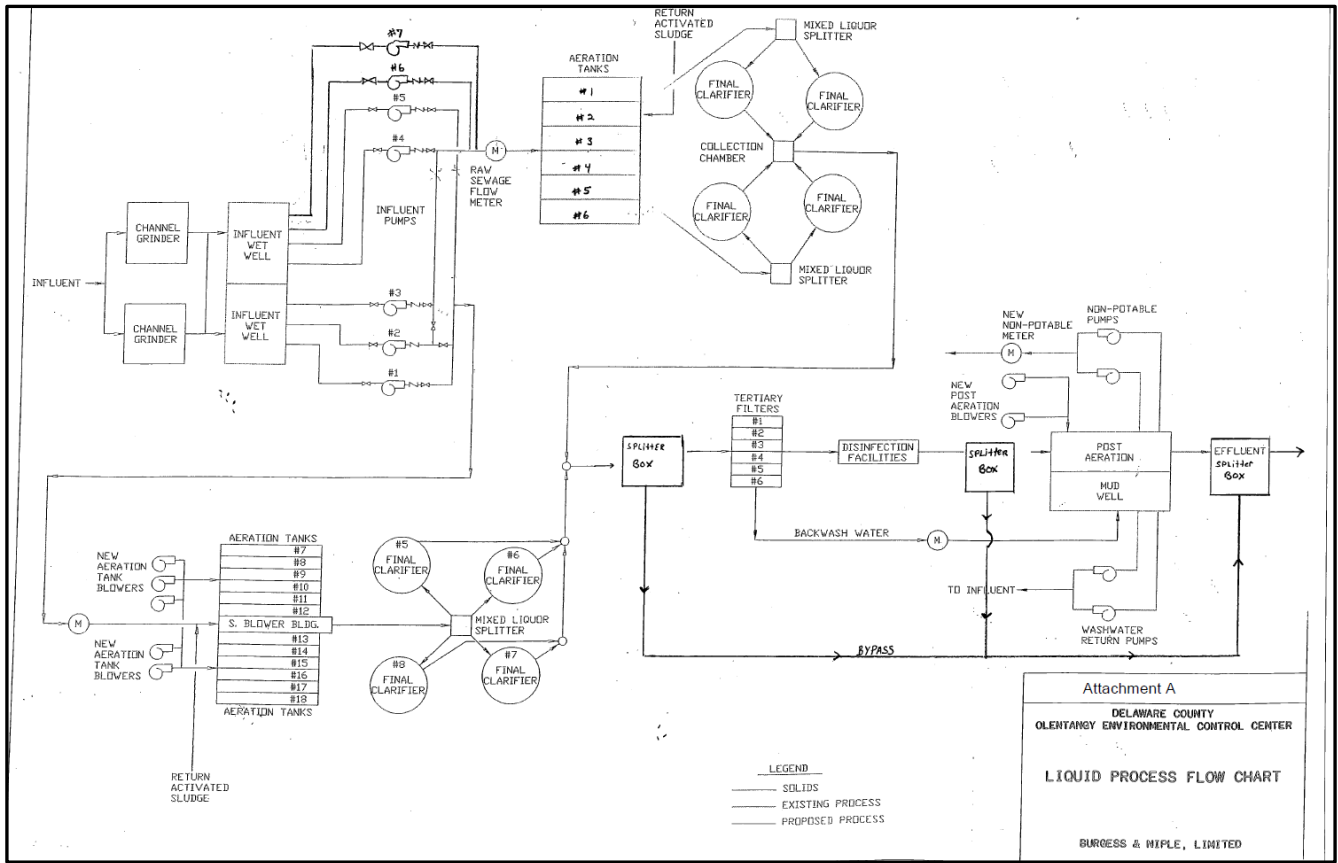 #7
#6
#5
#4
INFLUENT
PUMPS
#3
#2
#1
CHANNEL
GRINDER
CHANNEL
GRINDER
INFLUENT
INFLUENT
WET
WELL
INFLUENT
WET
WELL
M
RAW
SEWAGE
FLOW
METER
AERATION
TANKS
#1
#2
#3
#4
#5
#6
RETURN
ACTIVATED
SLUDGE
MIXED LIQUOR
SPLITTER
FINAL
CLARIFIER
FINAL
CLARIFIER
COLLECTION
CHAMBER
FINAL
CLARIFIER
FINAL
CLARIFIER
MIXED LIQUOR
SPLITTER
NEW
NON-POTABLE
METER
NON-POTABLE
PUMPS
M
NEW
POST
AERATION
BLOWERS
TERTIARY
FILTERS
#1
#2
#3
#4
#5
#6
SPLITTER
BOX
DISINFECTION
FACILITIES
SPLITTER
BOX
POST
AERATION
MUD
WELL
EFFLUENT
SPLITTER
BOX
BACKWASH WATER
M
TO INFLUENT
WASHWATER
RETURN PUMPS
BYPASS
NEW
AERATION
TANK
BLOWERS
M
NEW
AERATION
TANK
BLOWERS
AERATION TANKS
#7
#8
#9
#10
#11
#12
S. BLOWER BLDG.
#13
#14
#15
#16
#17
#18
AERATION TANKS
RETURN
ACTIVATED
SLUDGE
#5
FINAL
CLARIFIER
#6
FINAL
CLARIFIER
MIXED LIQUOR
SPLITTER
#8
FINAL
CLARIFIER
#7
FINAL
CLARIFIER
LEGEND
SOLIDS
EXISTING PROCESS
PROPOSED PROCESS
Attachment A
DELAWARE COUNTY
OLENTANGY ENVIRONMENTAL CONTROL CENTER
LIQUID PROCESS FLOW CHART
BURGESS & NIPLE, LIMITED